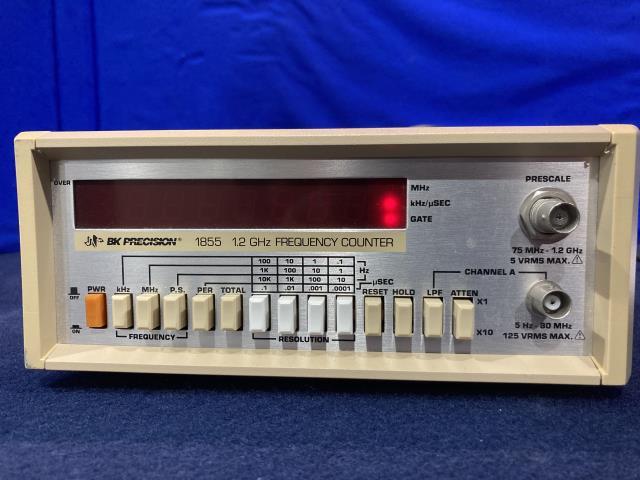 OVER
MHz
kHz/µSEC
GATE
PRESCALE
BK PRECISION®
1855 1.2 GHz FREQUENCY COUNTER
75 MHz - 1.2 GHz
5 VRMS MAX.
CHANNEL A
100 10 1 .1
1K 100 10 1
10K 1K 100 10
.1 .01 .001 .0001
Hz
µSEC
OFF
PWR kHz MHz P.S. PER TOTAL
RESET HOLD LPF ATTEN
X1
ON
FREQUENCY
RESOLUTION
X10
5 Hz - 80 MHz
125 VRMS MAX.